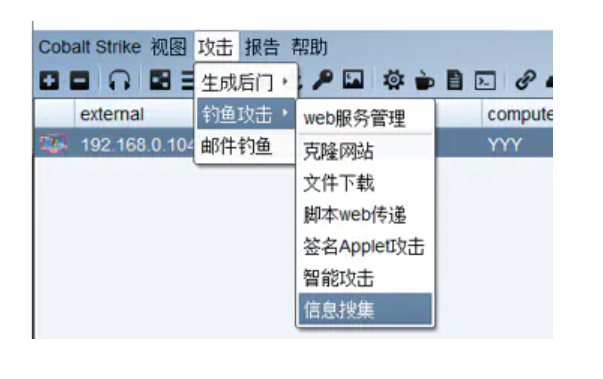 Cobalt Strike 视图 攻击 报告 帮助
生成后门
external 钓鱼攻击 web服务管理 compute
192.168.0.104 邮件钓鱼 克隆网站 YYY
文件下载
脚本web传递
签名Applet攻击
智能攻击
信息搜集